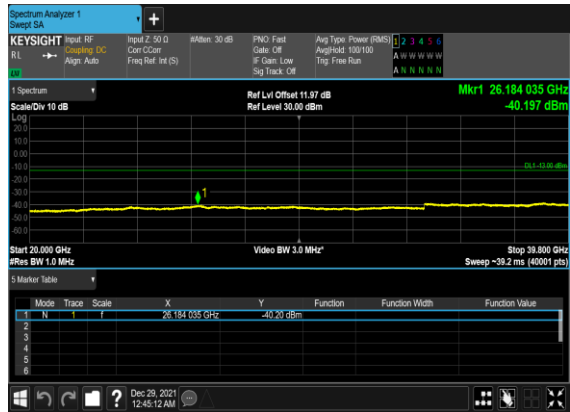 Spectrum Analyzer 1
Swept SA
+
KEYSIGHT Input: RF Input Z: 50 Ω #Atten: 30 dB PNO: Fast Avg Type: Power (RMS) 1 2 3 4 5 6
RL Coupling: DC Corr CCorr Gate: Off Avg|Hold: 100/100 A W W W W W
Align: Auto Freq Ref: Int (S) IF Gain: Low Trig: Free Run
Sig Track: Off A N N N N N
1 Spectrum
Ref Lvl Offset 11.97 dB Mkr1 26.184 035 GHz
Scale/Div 10 dB Ref Level 30.00 dBm -40.197 dBm
Log
20.0
10.0
0.00
-10.0
DL1 -13.00 dBm
-20.0
-30.0
1
-40.0
-50.0
-60.0
Start 20.000 GHz Video BW 3.0 MHz* Stop 39.800 GHz
#Res BW 1.0 MHz Sweep ~39.2 ms (40001 pts)
5 Marker Table
Mode Trace Scale X Y Function Function Width Function Value
1 N 1 f 26.184 035 GHz -40.20 dBm
2
3
4
5
6
? Dec 29, 2021
12:45:12 AM